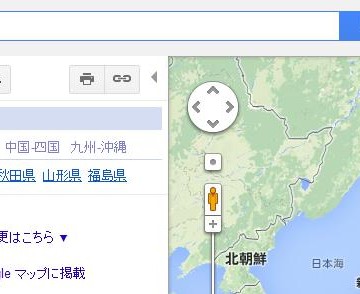 中国-四国 九州-沖縄
秋田県 山形県 福島県
更はこちら ▼
gle マップに掲載
北朝鮮
日本海